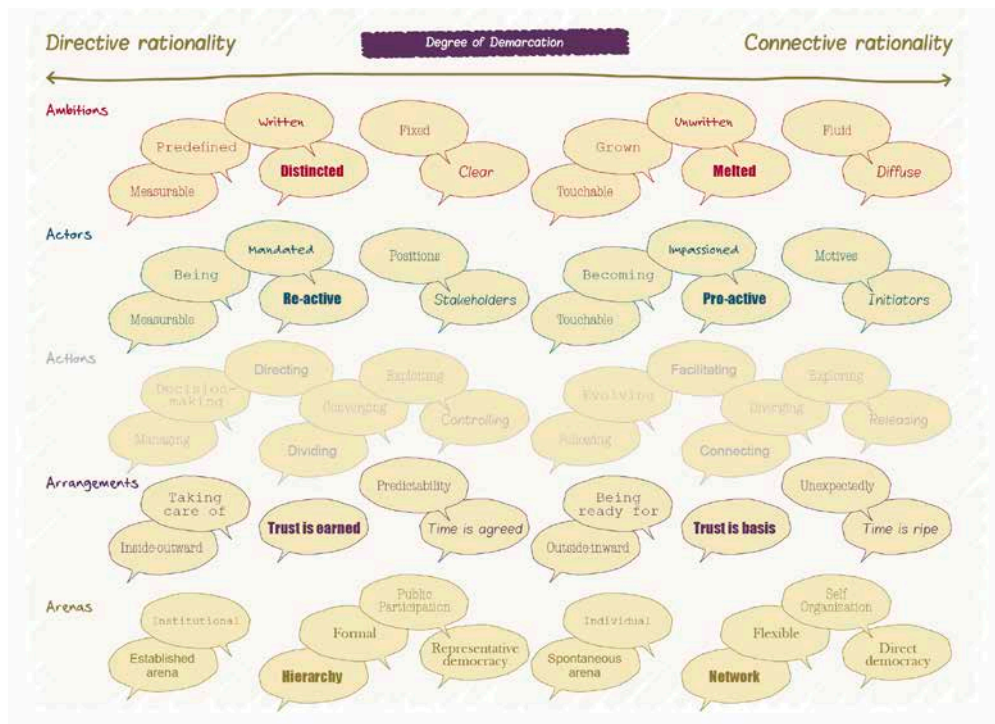 Directive rationality
Degree of Demarcation
Connective rationality
Ambitions
Written
Fixed
Predefined
Distincted
Clear
Measurable
Unwritten
Fluid
Grown
Melted
Diffuse
Touchable
Actors
Mandated
Positions
Being
Re-active
Stakeholders
Measurable
Impassioned
Motives
Becoming
Pro-active
Initiators
Touchable
Actions
Directing
Exploiting
Decision-
making
Converging
Controlling
Managing
Dividing
Facilitating
Exploring
Evolving
Diverging
Releasing
Following
Connecting
Arrangements
Taking
care of
Predictability
Trust is earned
Time is agreed
Inside-outward
Being
ready for
Unexpectedly
Trust is basis
Time is ripe
Outside-inward
Arenas
Institutional
Public
Participation
Formal
Established
arena
Representative
democracy
Hierarchy
Individual
Self
Organization
Flexible
Spontaneous
arena
Direct
democracy
Network